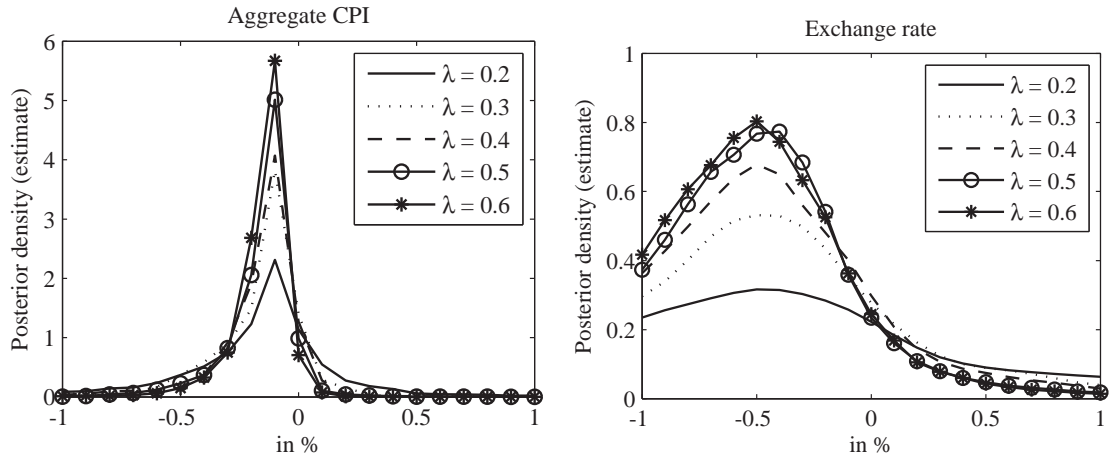 Aggregate CPI
Posterior density (estimate)
6
5
4
3
2
1
0
-1
-0.5
0
0.5
1
in %
λ = 0.2
λ = 0.3
λ = 0.4
λ = 0.5
λ = 0.6
Exchange rate
Posterior density (estimate)
1
0.8
0.6
0.4
0.2
0
-1
-0.5
0
0.5
1
in %
λ = 0.2
λ = 0.3
λ = 0.4
λ = 0.5
λ = 0.6